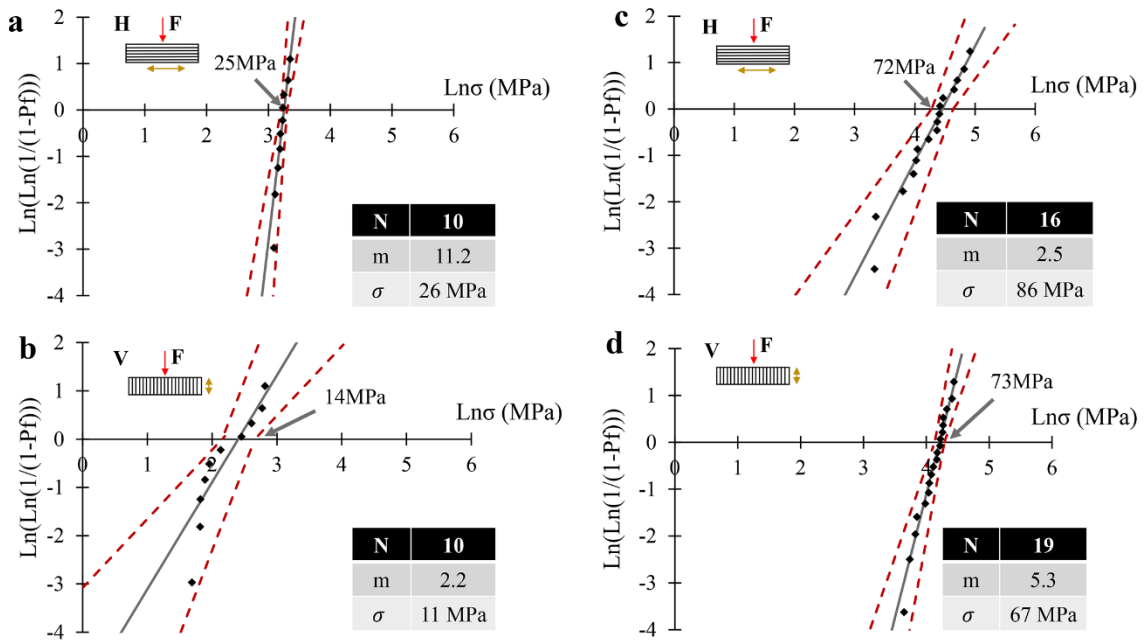 a
H
F
25MPa
Lnσ (MPa)
Ln(Ln(1/(1-Pf)))
2
1
0
-1
-2
-3
-4
0 1 2 3 4 5 6
N 10
m 11.2
σ 26 MPa
c
H
F
72MPa
Lnσ (MPa)
Ln(Ln(1/(1-Pf)))
2
1
0
-1
-2
-3
-4
0 1 2 3 4 5 6
N 16
m 2.5
σ 86 MPa
b
V
F
14MPa
Lnσ (MPa)
Ln(Ln(1/(1-Pf)))
2
1
0
-1
-2
-3
-4
0 1 2 3 4 5 6
N 10
m 2.2
σ 11 MPa
d
V
F
73MPa
Lnσ (MPa)
Ln(Ln(1/(1-Pf)))
2
1
0
-1
-2
-3
-4
0 1 2 3 4 5 6
N 19
m 5.3
σ 67 MPa